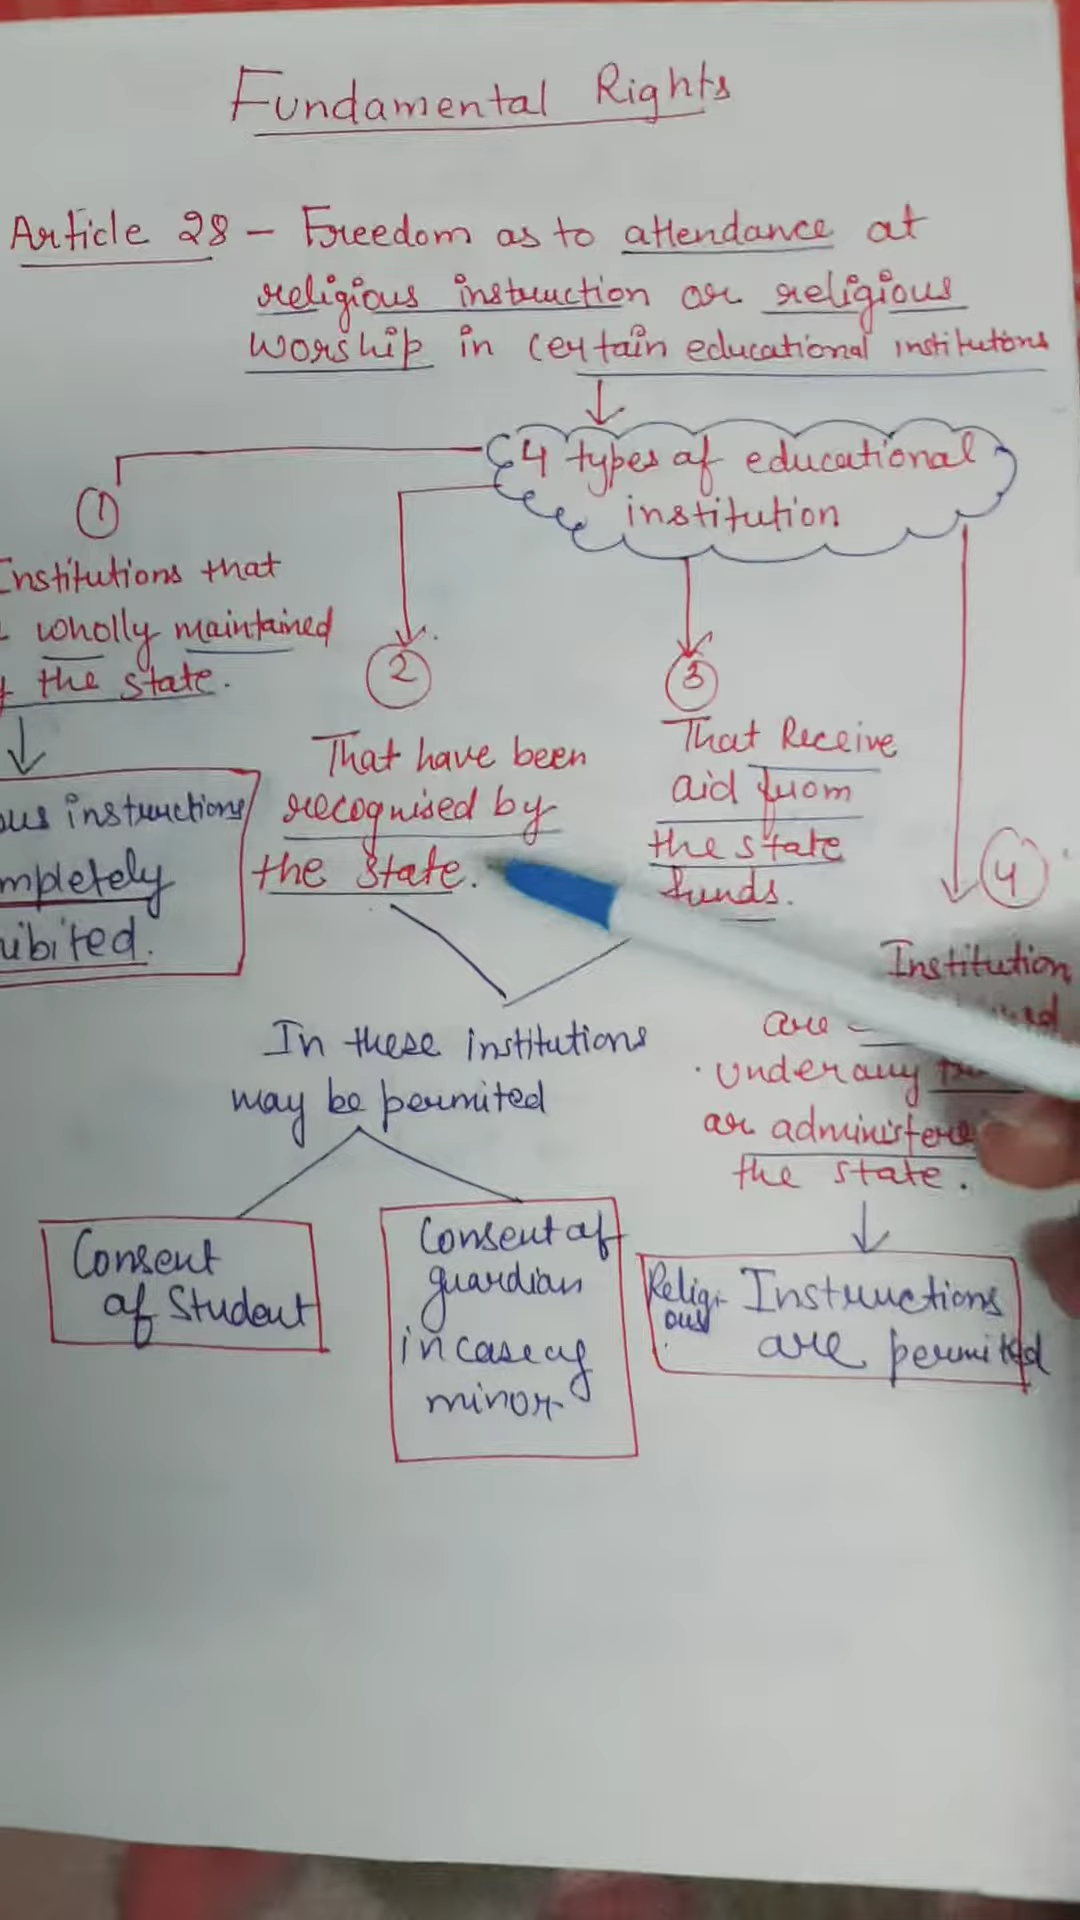 Fundamental Rights
Article 28 - Freedom as to attendance at
religious instruction or religious
worship in certain educational institutions
4 types of educational
institution
1
Institutions that
wholly maintained
the state.
ous instructions
mpletely
ibited.
2
That have been
recognised by
the State.
3
That Receive
aid from
the state
funds.
In these institutions
may be permited
Consent
of Student
Consent of
guardian
in case of
minor
4
Institution
are
under any
or administere
the state.
Religi-
ous
Instructions
are permited